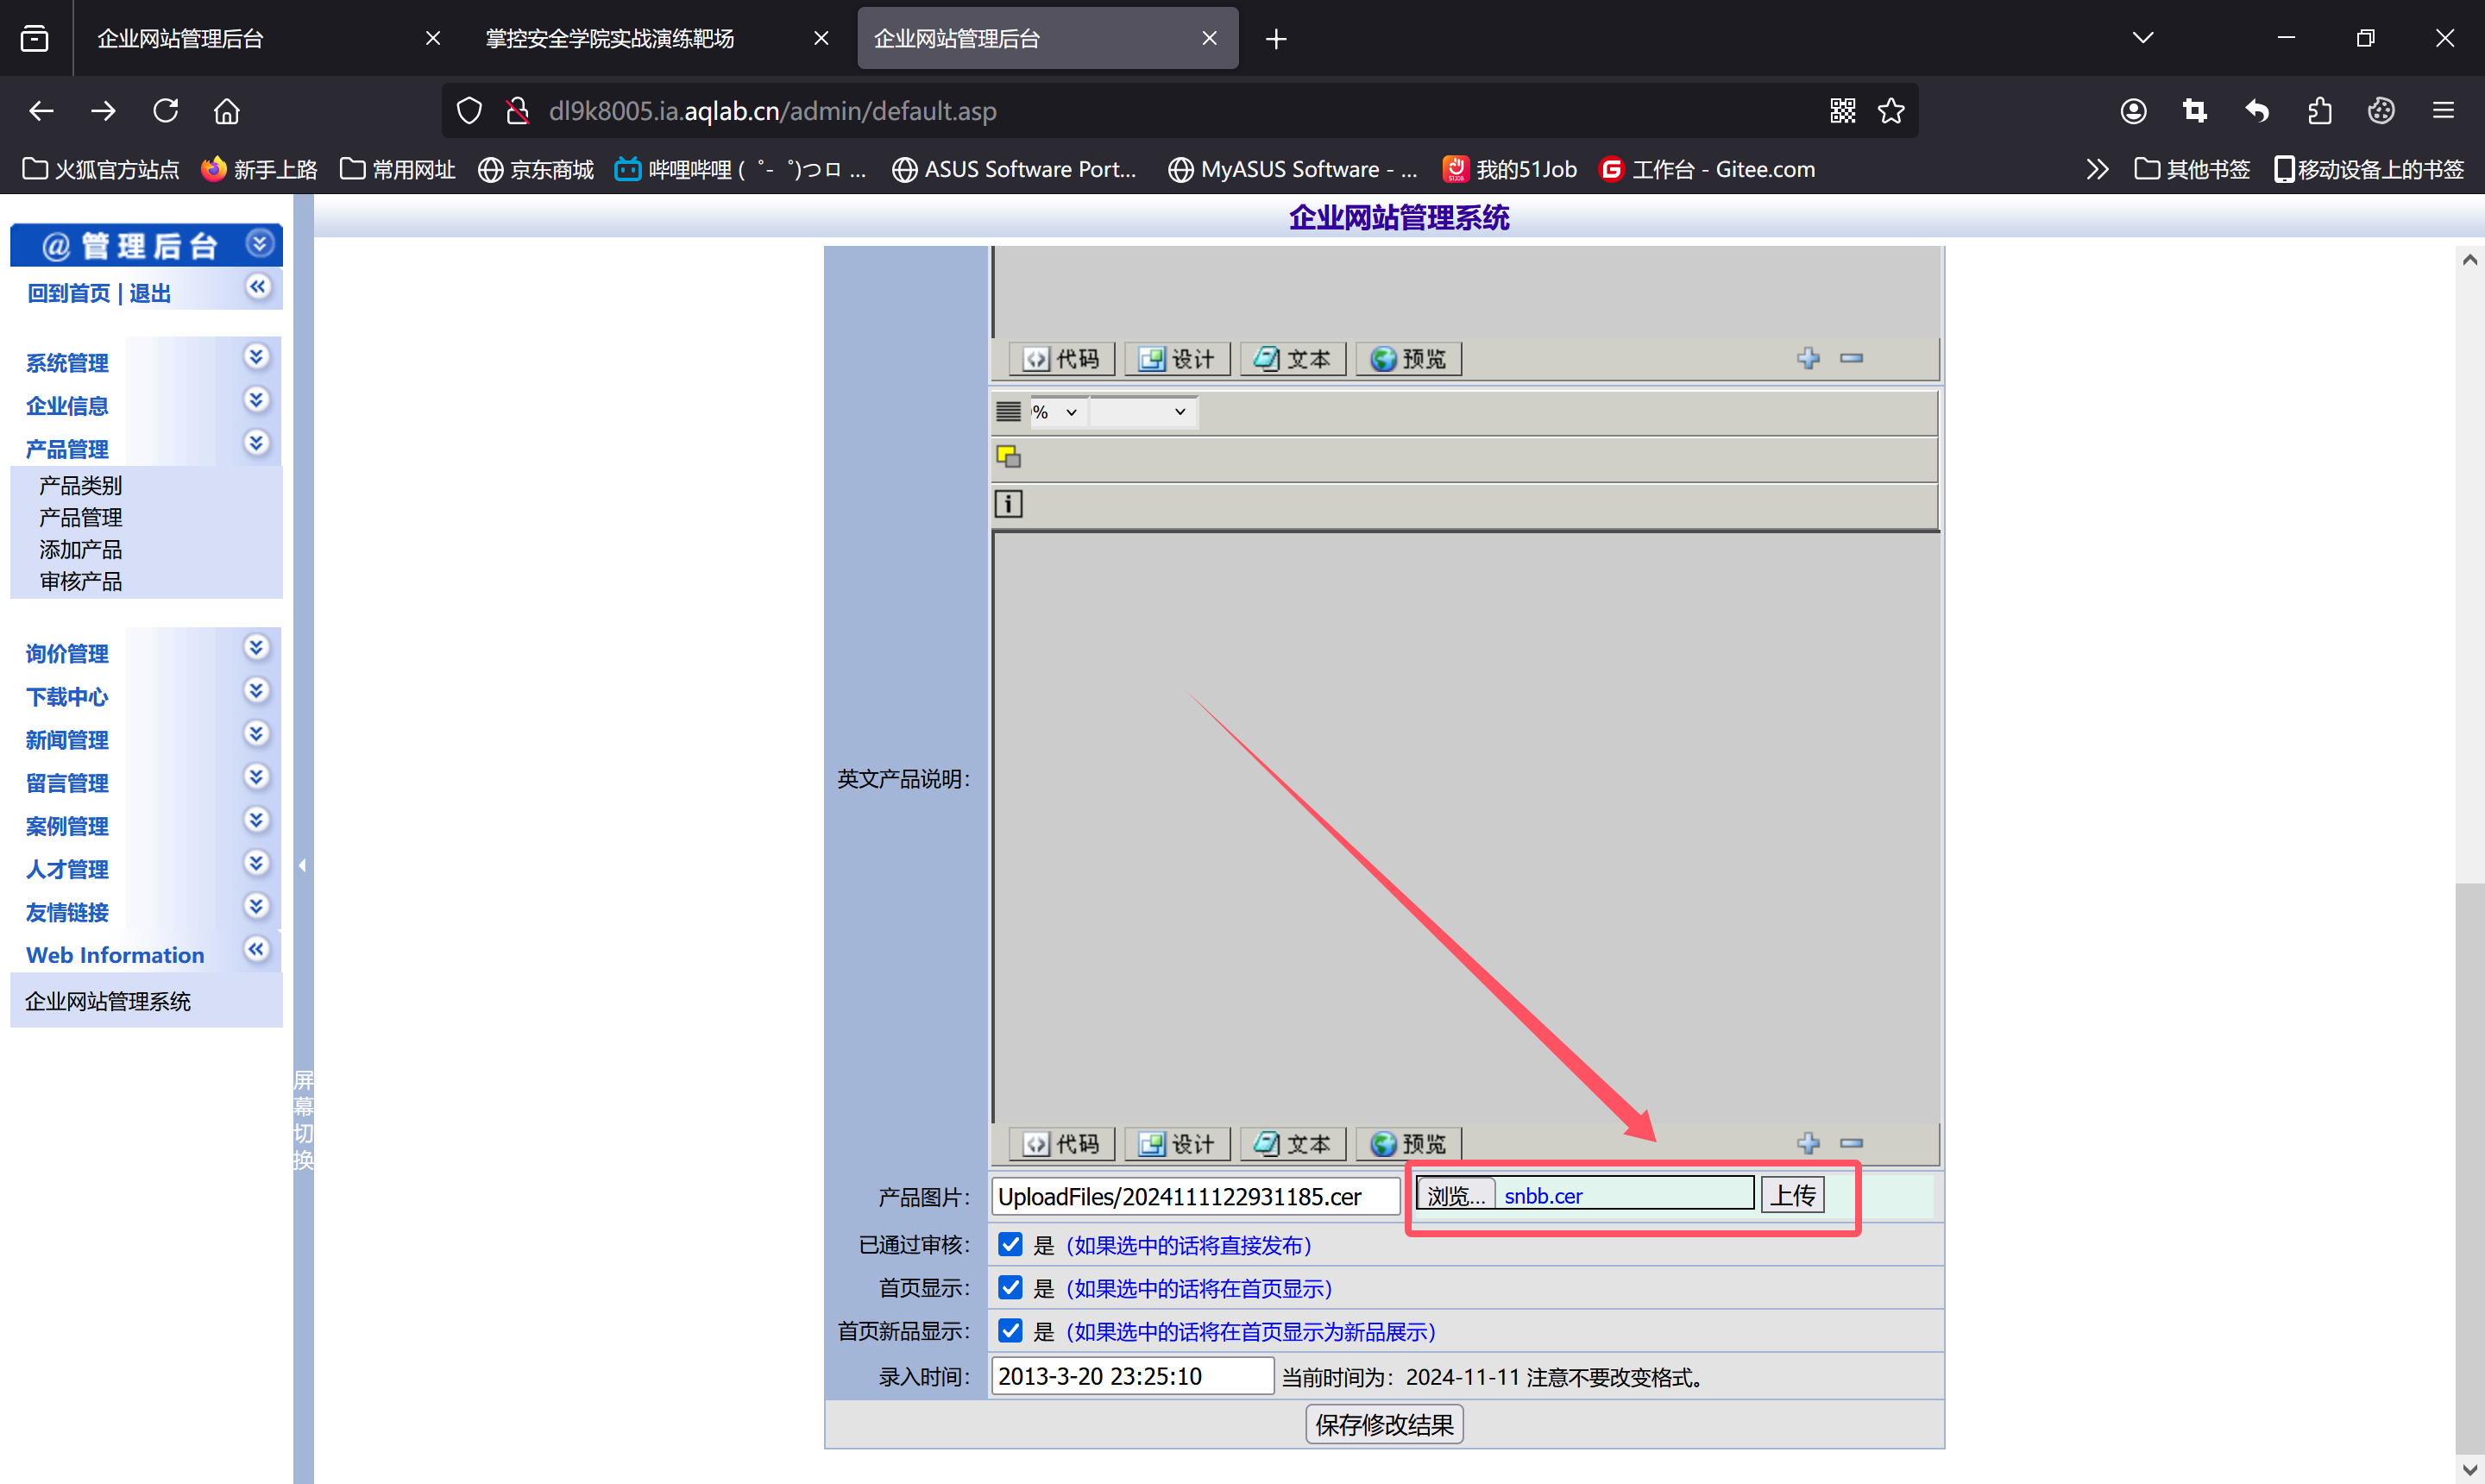 企业网站管理后台
掌控安全学院实战演练靶场
企业网站管理后台
dl9k8005.ia.aqlab.cn/admin/default.asp
火狐官方站点 新手上路 常用网址 京东商城 哔哩哔哩 (゜-゜)つロ ... ASUS Software Port... MyASUS Software - ... 我的51Job 工作台 - Gitee.com 其他书签 移动设备上的书签
企业网站管理系统
@ 管理后台
回到首页 | 退出
系统管理
企业信息
产品管理
产品类别
产品管理
添加产品
审核产品
询价管理
下载中心
新闻管理
留言管理
案例管理
人才管理
友情链接
Web Information
企业网站管理系统
屏幕切换
代码 设计 文本 预览
%
英文产品说明：
代码 设计 文本 预览
产品图片： UploadFiles/2024111122931185.cer 浏览... snbb.cer 上传
已通过审核： 是（如果选中的话将直接发布）
首页显示： 是（如果选中的话将在首页显示）
首页新品显示： 是（如果选中的话将在首页显示为新品展示）
录入时间： 2013-3-20 23:25:10 当前时间为：2024-11-11 注意不要改变格式。
保存修改结果